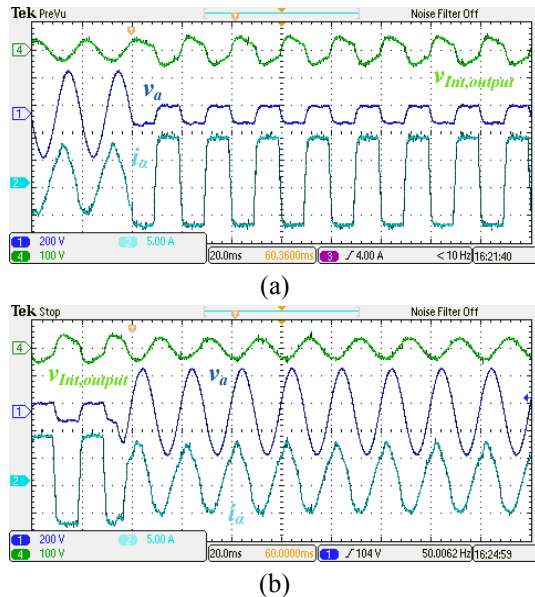 Tek PreVu
Noise Filter Off
4
v_Int,output
v_a
1
i_a
2
1 200 V 2 5.00 A
4 100 V
20.0ms 60.3600ms
3 ∫ 4.00 A <10 Hz 16:21:40
(a)
Tek Stop
Noise Filter Off
4
v_Int,output v_a
1
2
i_a
1 200 V 2 5.00 A
4 100 V
20.0ms 60.0000ms
1 ∫ 104 V 50.0062 Hz 16:24:59
(b)